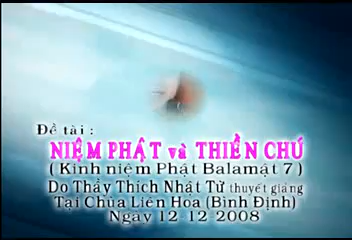 Đề tài :
NIỆM PHẬT và THIỀN CHÚ
( Kinh niệm Phật Balamật 7 )
Do Thầy Thích Nhật Từ thuyết giảng
Tại Chùa Liên Hoa (Bình Định)
Ngày 12-12-2008